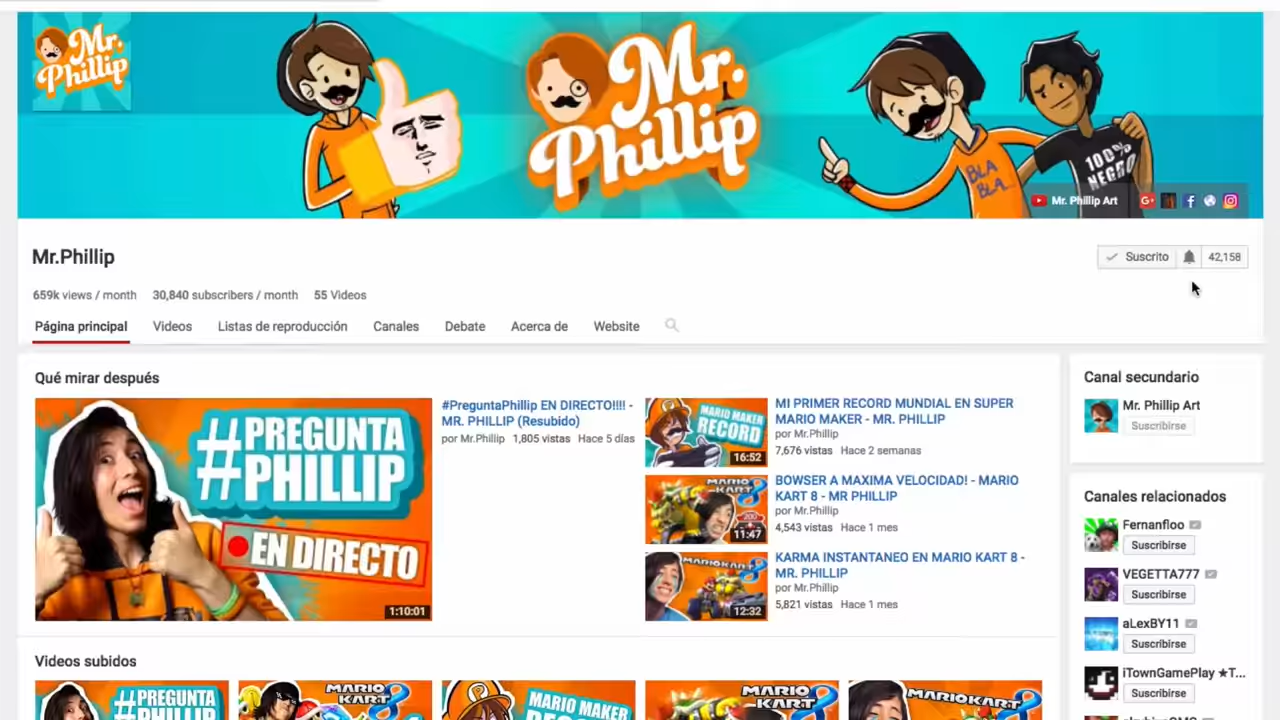 Mr.
Phillip
Mr.
Phillip
BLA
BLA...
100%
NEGRO
Mr. Phillip Art
G+
Mr.Phillip
Suscrito
42,158
659k views / month 30,840 subscribers / month 55 Videos
Página principal Videos Listas de reproducción Canales Debate Acerca de Website
Qué mirar después
#PREGUNTA
PHILLIP
EN DIRECTO
1:10:01
#PreguntaPhillip EN DIRECTO!!!! -
MR. PHILLIP (Resubido)
por Mr.Phillip 1,805 vistas Hace 5 días
MARIO MAKER
RECORD
16:52
MI PRIMER RECORD MUNDIAL EN SUPER
MARIO MAKER - MR. PHILLIP
por Mr.Phillip
7,676 vistas Hace 2 semanas
MARIO KART 8
200
11:47
BOWSER A MAXIMA VELOCIDAD! - MARIO
KART 8 - MR PHILLIP
por Mr.Phillip
4,543 vistas Hace 1 mes
MARIOKART 8
12:32
KARMA INSTANTANEO EN MARIO KART 8 -
MR. PHILLIP
por Mr.Phillip
5,821 vistas Hace 1 mes
Canal secundario
Mr. Phillip Art
Suscribirse
Canales relacionados
Fernanfloo
Suscribirse
VEGETTA777
Suscribirse
aLexBY11
Suscribirse
iTownGamePlay ★T...
Suscribirse
Videos subidos
#PREGUNTA
PHILLIP
MARIO
KART 8
MARIO MAKER
MARIO
KART 8
MARIOKART 8